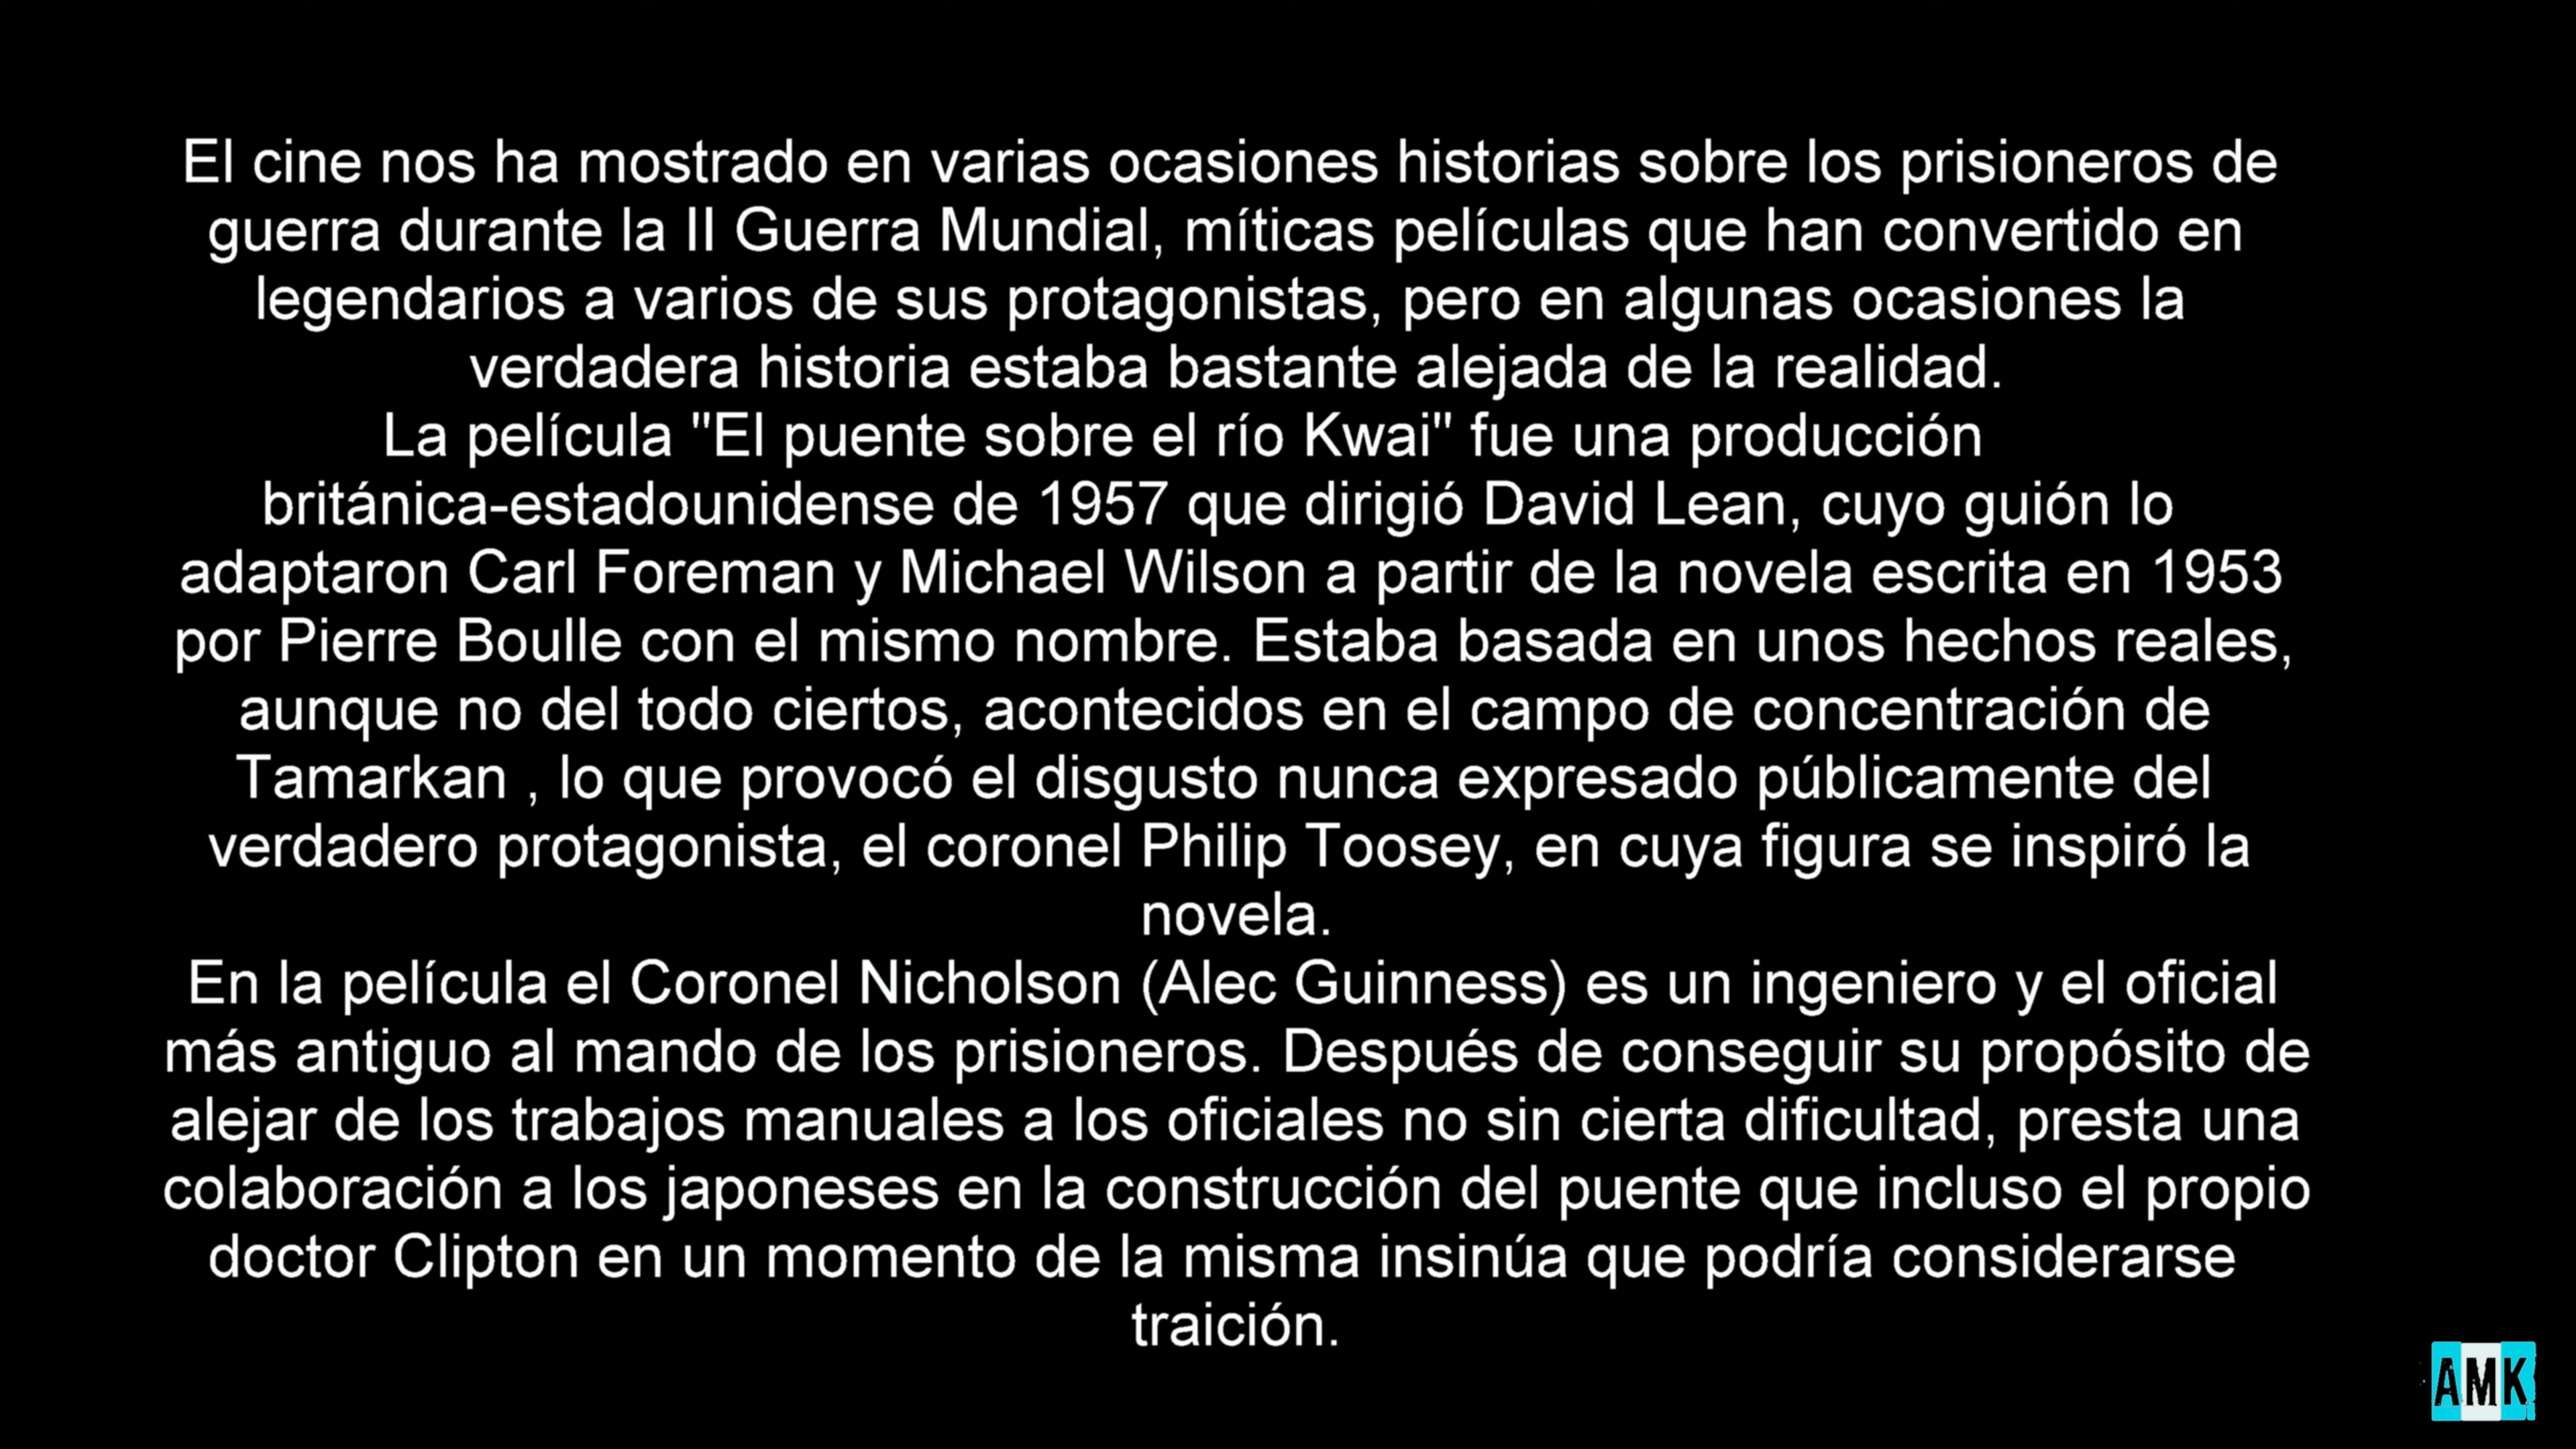 El cine nos ha mostrado en varias ocasiones historias sobre los prisioneros de
guerra durante la II Guerra Mundial, míticas películas que han convertido en
legendarios a varios de sus protagonistas, pero en algunas ocasiones la
verdadera historia estaba bastante alejada de la realidad.
La película "El puente sobre el río Kwai" fue una producción
británica-estadounidense de 1957 que dirigió David Lean, cuyo guión lo
adaptaron Carl Foreman y Michael Wilson a partir de la novela escrita en 1953
por Pierre Boulle con el mismo nombre. Estaba basada en unos hechos reales,
aunque no del todo ciertos, acontecidos en el campo de concentración de
Tamarkan , lo que provocó el disgusto nunca expresado públicamente del
verdadero protagonista, el coronel Philip Toosey, en cuya figura se inspiró la
novela.
En la película el Coronel Nicholson (Alec Guinness) es un ingeniero y el oficial
más antiguo al mando de los prisioneros. Después de conseguir su propósito de
alejar de los trabajos manuales a los oficiales no sin cierta dificultad, presta una
colaboración a los japoneses en la construcción del puente que incluso el propio
doctor Clipton en un momento de la misma insinúa que podría considerarse
traición.
AMK